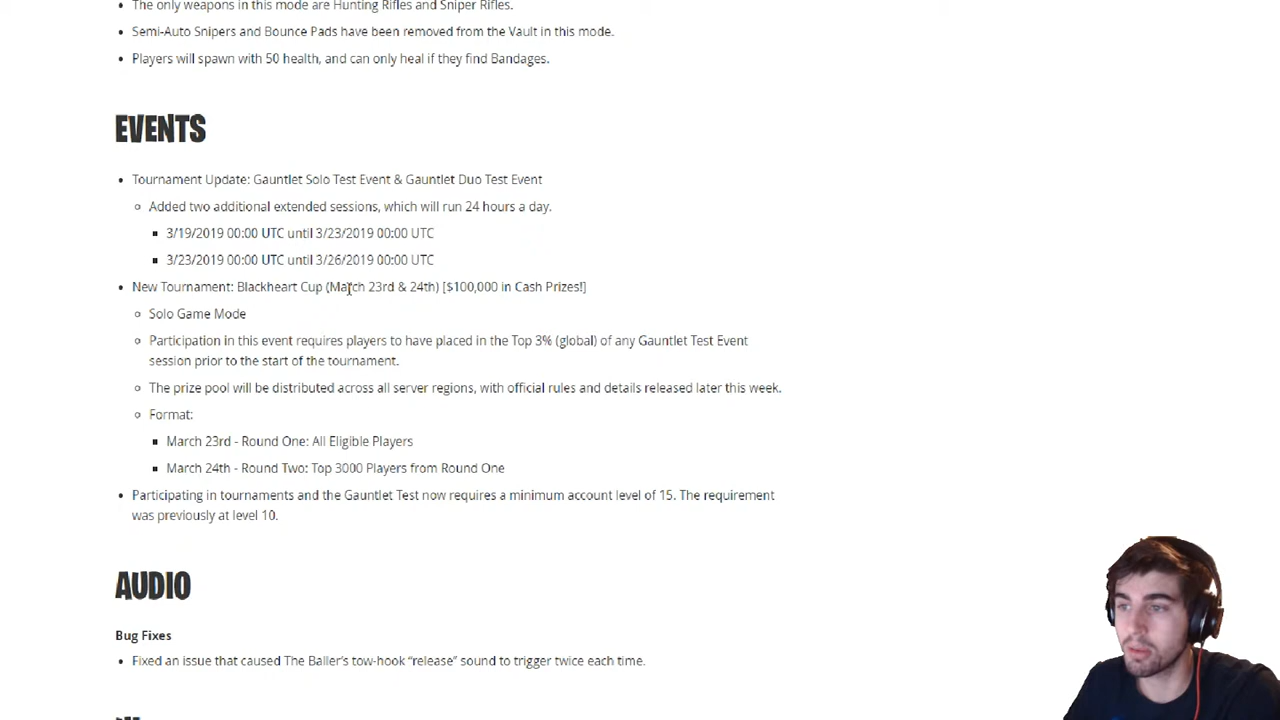 • The only weapons in this mode are Hunting Rifles and Sniper Rifles.
• Semi-Auto Snipers and Bounce Pads have been removed from the Vault in this mode.
• Players will spawn with 50 health, and can only heal if they find Bandages.
EVENTS
• Tournament Update: Gauntlet Solo Test Event & Gauntlet Duo Test Event
○ Added two additional extended sessions, which will run 24 hours a day.
▪ 3/19/2019 00:00 UTC until 3/23/2019 00:00 UTC
▪ 3/23/2019 00:00 UTC until 3/26/2019 00:00 UTC
• New Tournament: Blackheart Cup (March 23rd & 24th) [$100,000 in Cash Prizes!]
○ Solo Game Mode
○ Participation in this event requires players to have placed in the Top 3% (global) of any Gauntlet Test Event
session prior to the start of the tournament.
○ The prize pool will be distributed across all server regions, with official rules and details released later this week.
○ Format:
▪ March 23rd - Round One: All Eligible Players
▪ March 24th - Round Two: Top 3000 Players from Round One
• Participating in tournaments and the Gauntlet Test now requires a minimum account level of 15. The requirement
was previously at level 10.
AUDIO
Bug Fixes
• Fixed an issue that caused The Baller’s tow-hook “release” sound to trigger twice each time.